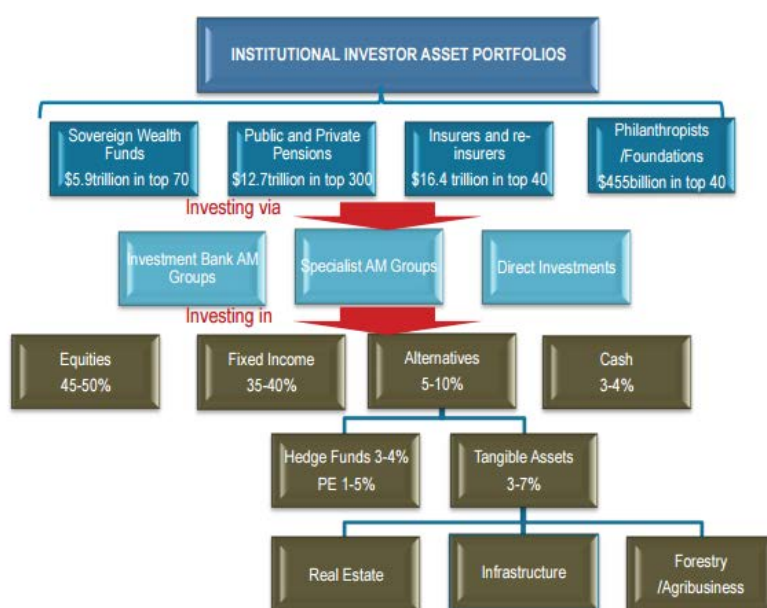 INSTITUTIONAL INVESTOR ASSET PORTFOLIOS
Sovereign Wealth
Funds
$5.9trillion in top 70
Public and Private
Pensions
$12.7trillion in top 300
Insurers and re-
insurers
$16.4 trillion in top 40
Philanthropists
/Foundations
$455billion in top 40
Investing via
Investment Bank AM
Groups
Specialist AM Groups
Direct Investments
Investing in
Equities
45-50%
Fixed Income
35-40%
Alternatives
5-10%
Cash
3-4%
Hedge Funds 3-4%
PE 1-5%
Tangible Assets
3-7%
Real Estate
Infrastructure
Forestry
/Agribusiness